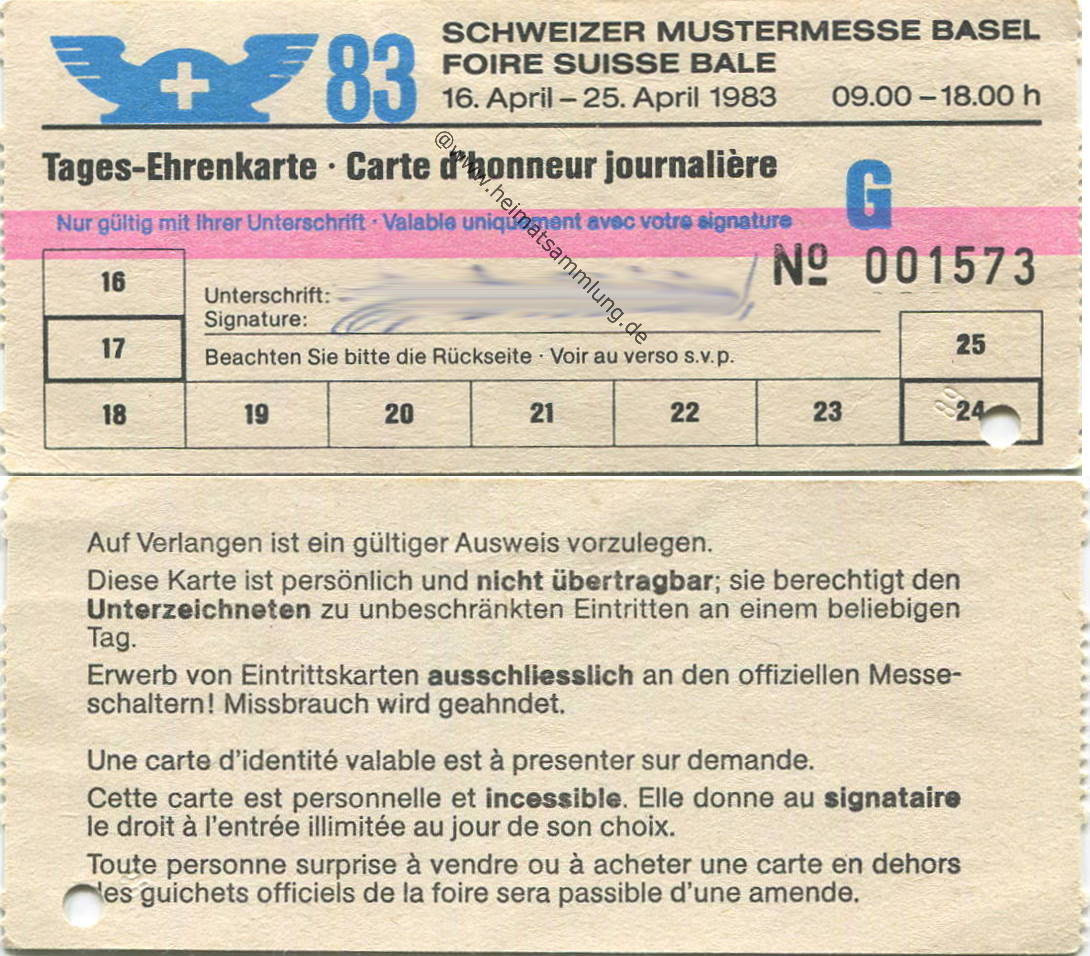 83
SCHWEIZER MUSTERMESSE BASEL
FOIRE SUISSE BALE
16. April – 25. April 1983 09.00 – 18.00 h
Tages-Ehrenkarte · Carte d'honneur journalière
G
Nur gültig mit Ihrer Unterschrift · Valable uniquement avec votre signature
Nº 001573
@www.heimatsammlung.de
16
Unterschrift:
Signature:
17
Beachten Sie bitte die Rückseite · Voir au verso s.v.p.
25
18 19 20 21 22 23 24
Auf Verlangen ist ein gültiger Ausweis vorzulegen.
Diese Karte ist persönlich und nicht übertragbar; sie berechtigt den
Unterzeichneten zu unbeschränkten Eintritten an einem beliebigen
Tag.
Erwerb von Eintrittskarten ausschliesslich an den offiziellen Messe-
schaltern! Missbrauch wird geahndet.
Une carte d'identité valable est à presenter sur demande.
Cette carte est personnelle et incessible. Elle donne au signataire
le droit à l'entrée illimitée au jour de son choix.
Toute personne surprise à vendre ou à acheter une carte en dehors
des guichets officiels de la foire sera passible d'une amende.